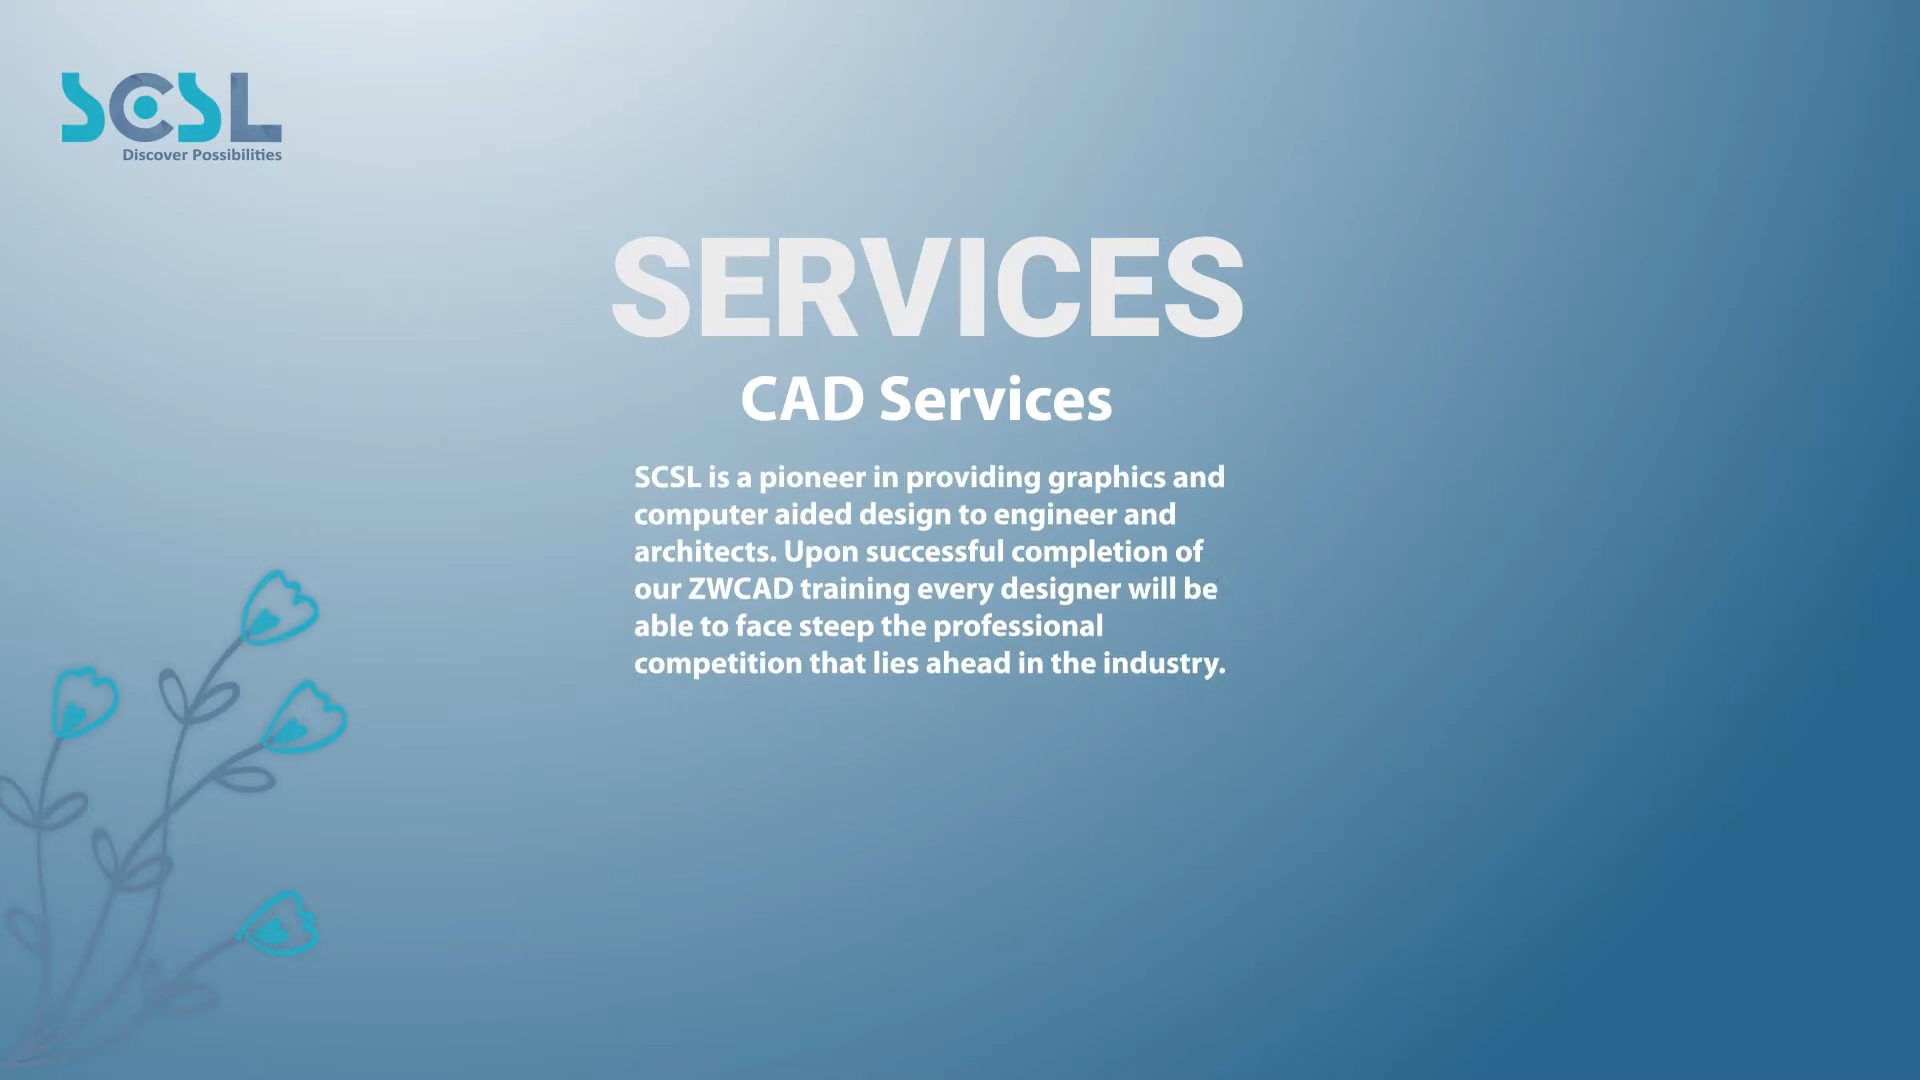 SCSL
Discover Possibilities
SERVICES
CAD Services
SCSL is a pioneer in providing graphics and
computer aided design to engineer and
architects. Upon successful completion of
our ZWCAD training every designer will be
able to face steep the professional
competition that lies ahead in the industry.